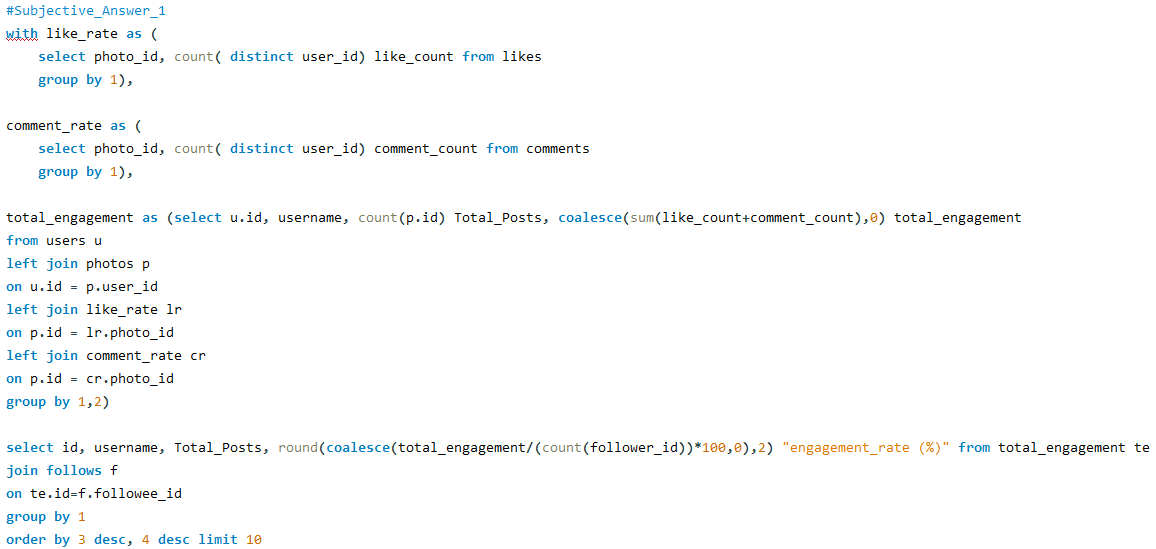 #Subjective_Answer_1
with like_rate as (
    select photo_id, count( distinct user_id) like_count from likes
    group by 1),

comment_rate as (
    select photo_id, count( distinct user_id) comment_count from comments
    group by 1),

total_engagement as (select u.id, username, count(p.id) Total_Posts, coalesce(sum(like_count+comment_count),0) total_engagement
from users u
left join photos p
on u.id = p.user_id
left join like_rate lr
on p.id = lr.photo_id
left join comment_rate cr
on p.id = cr.photo_id
group by 1,2)

select id, username, Total_Posts, round(coalesce(total_engagement/(count(follower_id))*100,0),2) "engagement_rate (%)" from total_engagement te
join follows f
on te.id=f.followee_id
group by 1
order by 3 desc, 4 desc limit 10